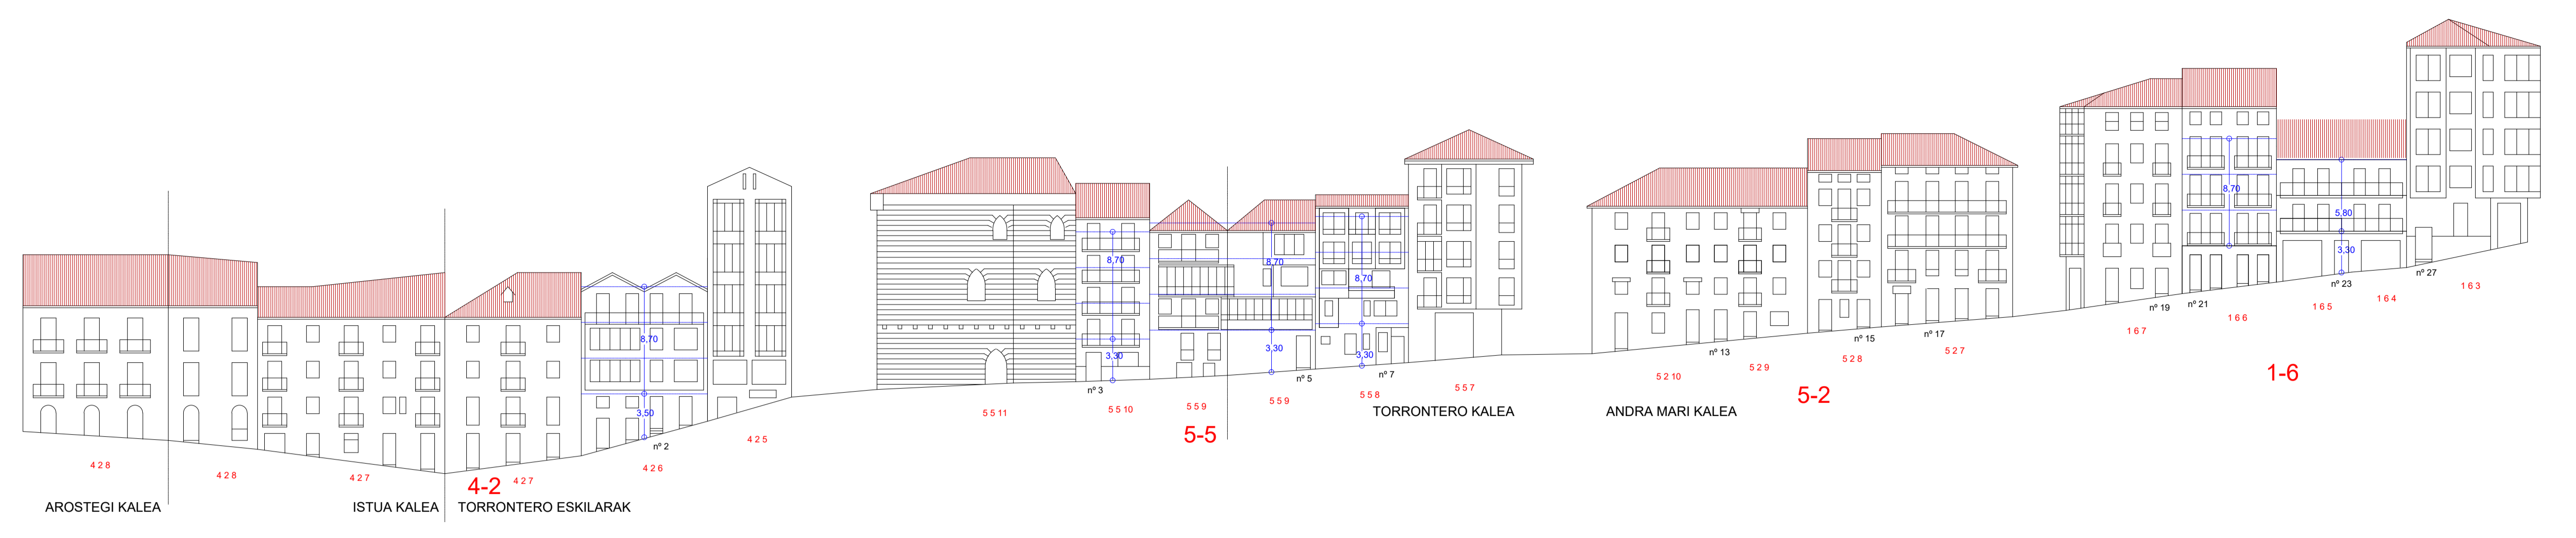 8,70
3,50
nº 2
4 2 8
4 2 8
4 2 7
4-2
4 2 7
4 2 6
4 2 5
AROSTEGI KALEA
ISTUA KALEA
TORRONTERO ESKILARAK
8,70
3,30
nº 3
8,70
3,30
nº 5
8,70
3,30
nº 7
5 5 11
5 5 10
5 5 9
5 5 9
5 5 8
5 5 7
5-5
TORRONTERO KALEA
ANDRA MARI KALEA
nº 13
nº 15
nº 17
5 2 10
5 2 9
5 2 8
5 2 7
5-2
8,70
5,80
3,30
nº 19
nº 21
nº 23
nº 27
1 6 7
1 6 6
1 6 5
1 6 4
1 6 3
1-6